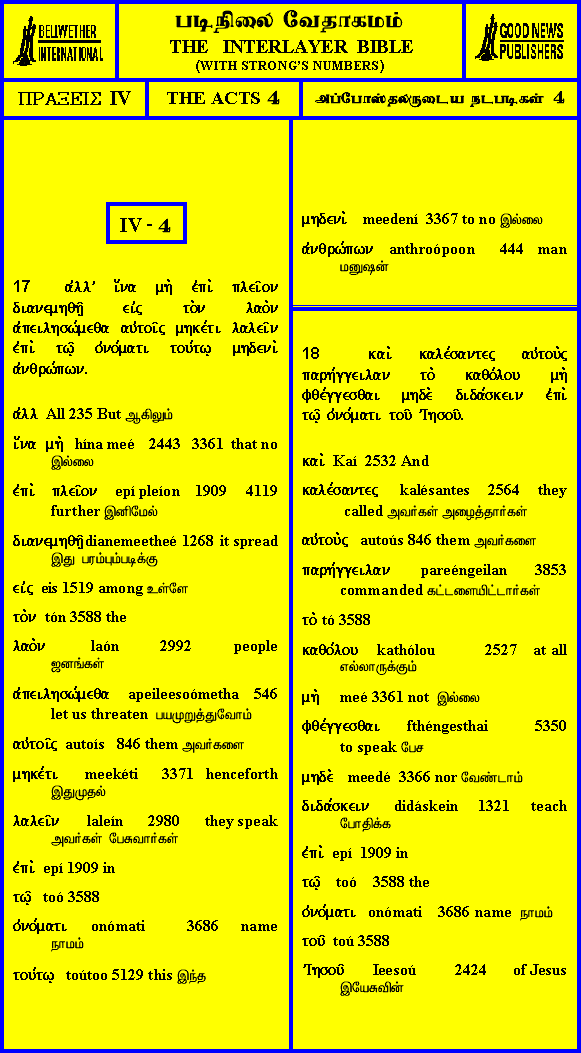 BELLWETHER
INTERNATIONAL
படிநிலை வேதாகமம்
THE INTERLAYER BIBLE
(WITH STRONG'S NUMBERS)
GOOD NEWS
PUBLISHERS
ΠΡΑΞΕΙΣ IV
THE ACTS 4
அப்போஸ்தலருடைய நடபடிகள் 4
IV - 4
17 ἀλλ’ ἵνα μὴ ἐπὶ πλεῖον
διανεμηθῇ εἰς τὸν λαὸν
ἀπειλησώμεθα αὐτοῖς μηκέτι λαλεῖν
ἐπὶ τῷ ὀνόματι τούτῳ μηδενὶ
ἀνθρώπων.
ἀλλ All 235 But ஆகிலும்
ἵνα μὴ hína meé 2443 3361 that no
இல்லை
ἐπὶ πλεῖον epí pleíon 1909 4119
further இனிமேல்
διανεμηθῇ dianemeetheé 1268 it spread
இது பரம்பும்படிக்கு
εἰς eis 1519 among உள்ளே
τὸν tón 3588 the
λαὸν laón 2992 people
ஜனங்கள்
ἀπειλησώμεθα apeileesoómetha 546
let us threaten பயமுறுத்துவோம்
αὐτοῖς autoís 846 them அவர்களை
μηκέτι meekéti 3371 henceforth
இதுமுதல்
λαλεῖν laleín 2980 they speak
அவர்கள் பேசுவார்கள்
ἐπὶ epí 1909 in
τῷ toó 3588
ὀνόματι onómati 3686 name
நாமம்
τούτῳ toútoo 5129 this இந்த
μηδενὶ meedení 3367 to no இல்லை
ἀνθρώπων anthroópoon 444 man
மனுஷன்
18 καὶ καλέσαντες αὐτοὺς
παρήγγειλαν τὸ καθόλου μὴ
φθέγγεσθαι μηδὲ διδάσκειν ἐπὶ
τῷ ὀνόματι τοῦ Ἰησοῦ.
καὶ Kaí 2532 And
καλέσαντες kalésantes 2564 they
called அவர்கள் அழைத்தார்கள்
αὐτοὺς autoús 846 them அவர்களை
παρήγγειλαν pareéngeilan 3853
commanded கட்டளையிட்டார்கள்
τὸ tó 3588
καθόλου kathólou 2527 at all
எல்லாருக்கும்
μὴ meé 3361 not இல்லை
φθέγγεσθαι fthéngesthai 5350
to speak பேச
μηδὲ meedé 3366 nor வேண்டாம்
διδάσκειν didáskein 1321 teach
போதிக்க
ἐπὶ epí 1909 in
τῷ toó 3588 the
ὀνόματι onómati 3686 name நாமம்
τοῦ toú 3588
Ἰησοῦ Ieesoú 2424 of Jesus
இயேசுவின்